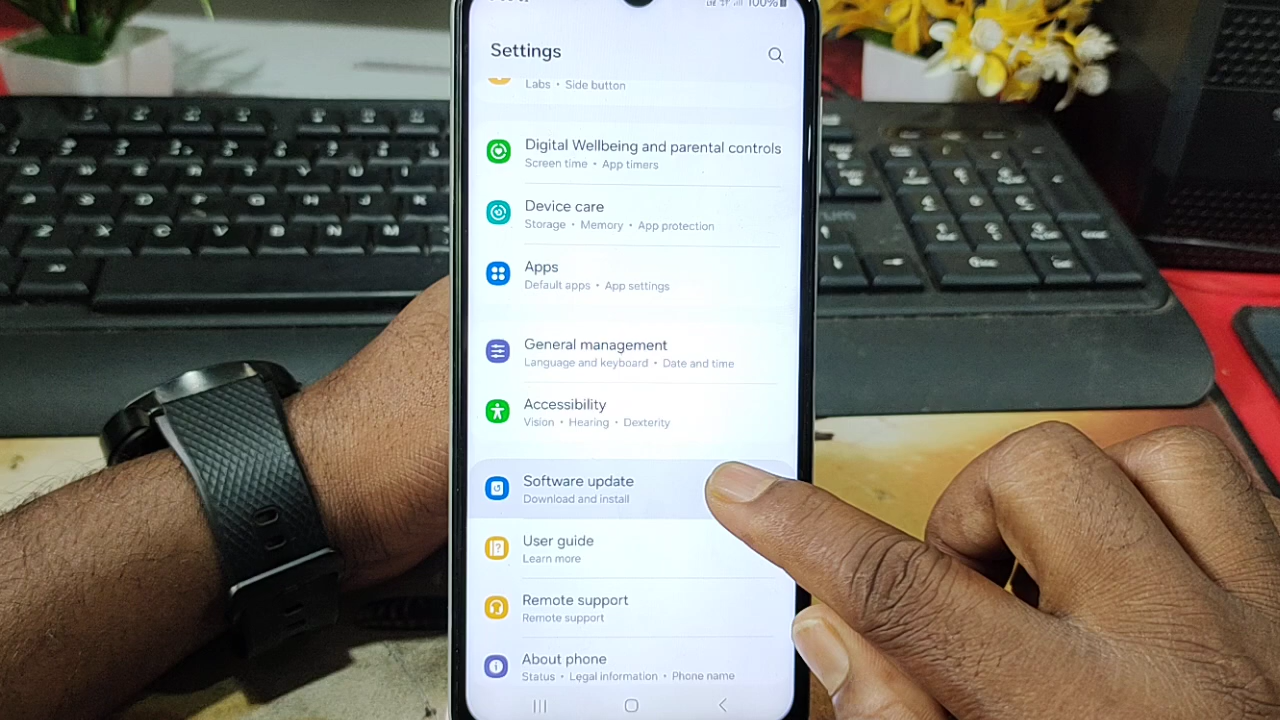 100%
Settings
Labs • Side button
Digital Wellbeing and parental controls
Screen time • App timers
Device care
Storage • Memory • App protection
Apps
Default apps • App settings
General management
Language and keyboard • Date and time
Accessibility
Vision • Hearing • Dexterity
Software update
Download and install
User guide
Learn more
Remote support
Remote support
About phone
Status • Legal information • Phone name